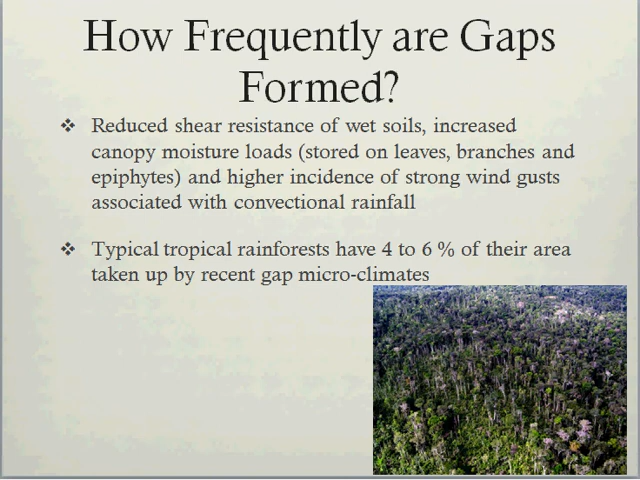 How Frequently are Gaps
Formed?
❖ Reduced shear resistance of wet soils, increased
canopy moisture loads (stored on leaves, branches and
epiphytes) and higher incidence of strong wind gusts
associated with convectional rainfall
❖ Typical tropical rainforests have 4 to 6 % of their area
taken up by recent gap micro-climates